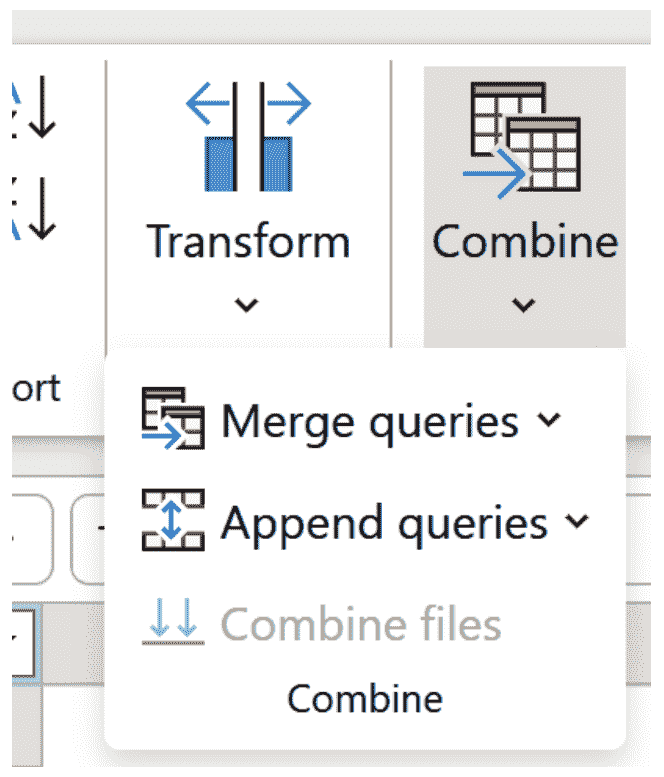 Transform
Combine
ort
Merge queries
Append queries
Combine files
Combine